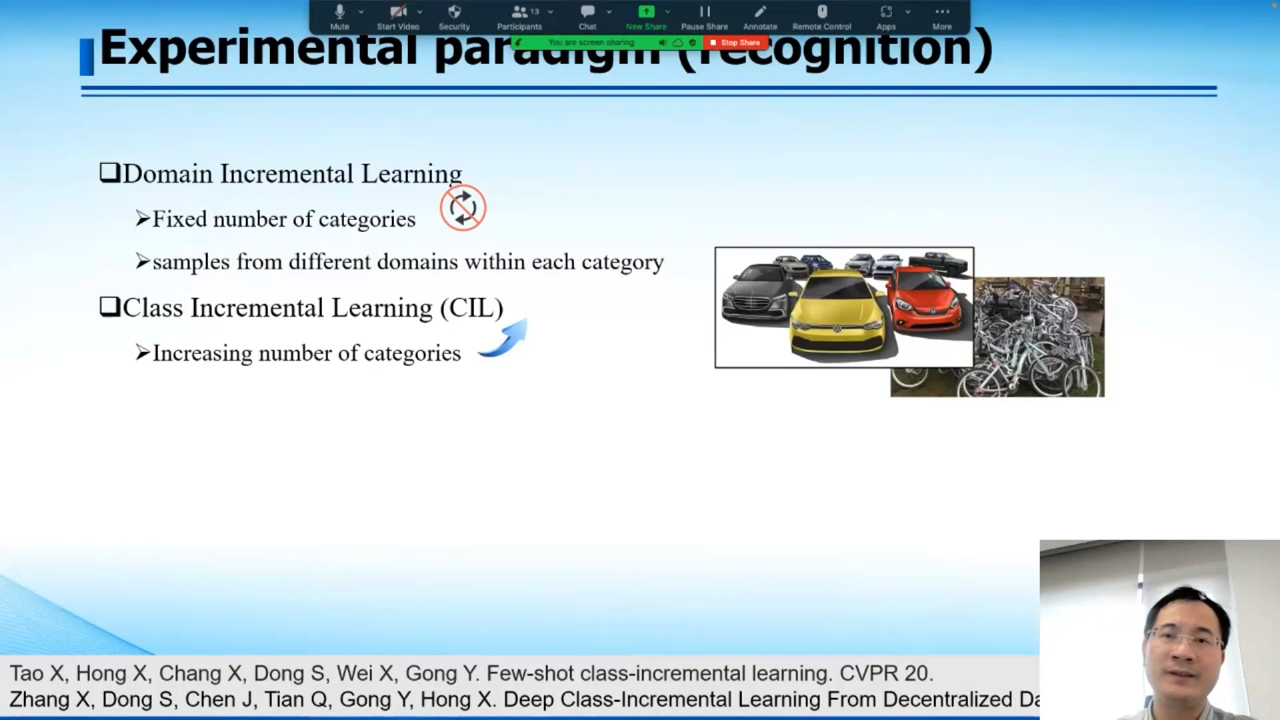 Mute
Start Video
Security
Participants
13
Chat
New Share
Pause Share
Annotate
Remote Control
Apps
More
You are screen sharing
Stop Share
Experimental paradigm (recognition)
Domain Incremental Learning
Fixed number of categories
samples from different domains within each category
Class Incremental Learning (CIL)
Increasing number of categories
Tao X, Hong X, Chang X, Dong S, Wei X, Gong Y. Few-shot class-incremental learning. CVPR 20.
Zhang X, Dong S, Chen J, Tian Q, Gong Y, Hong X. Deep Class-Incremental Learning From Decentralized Da